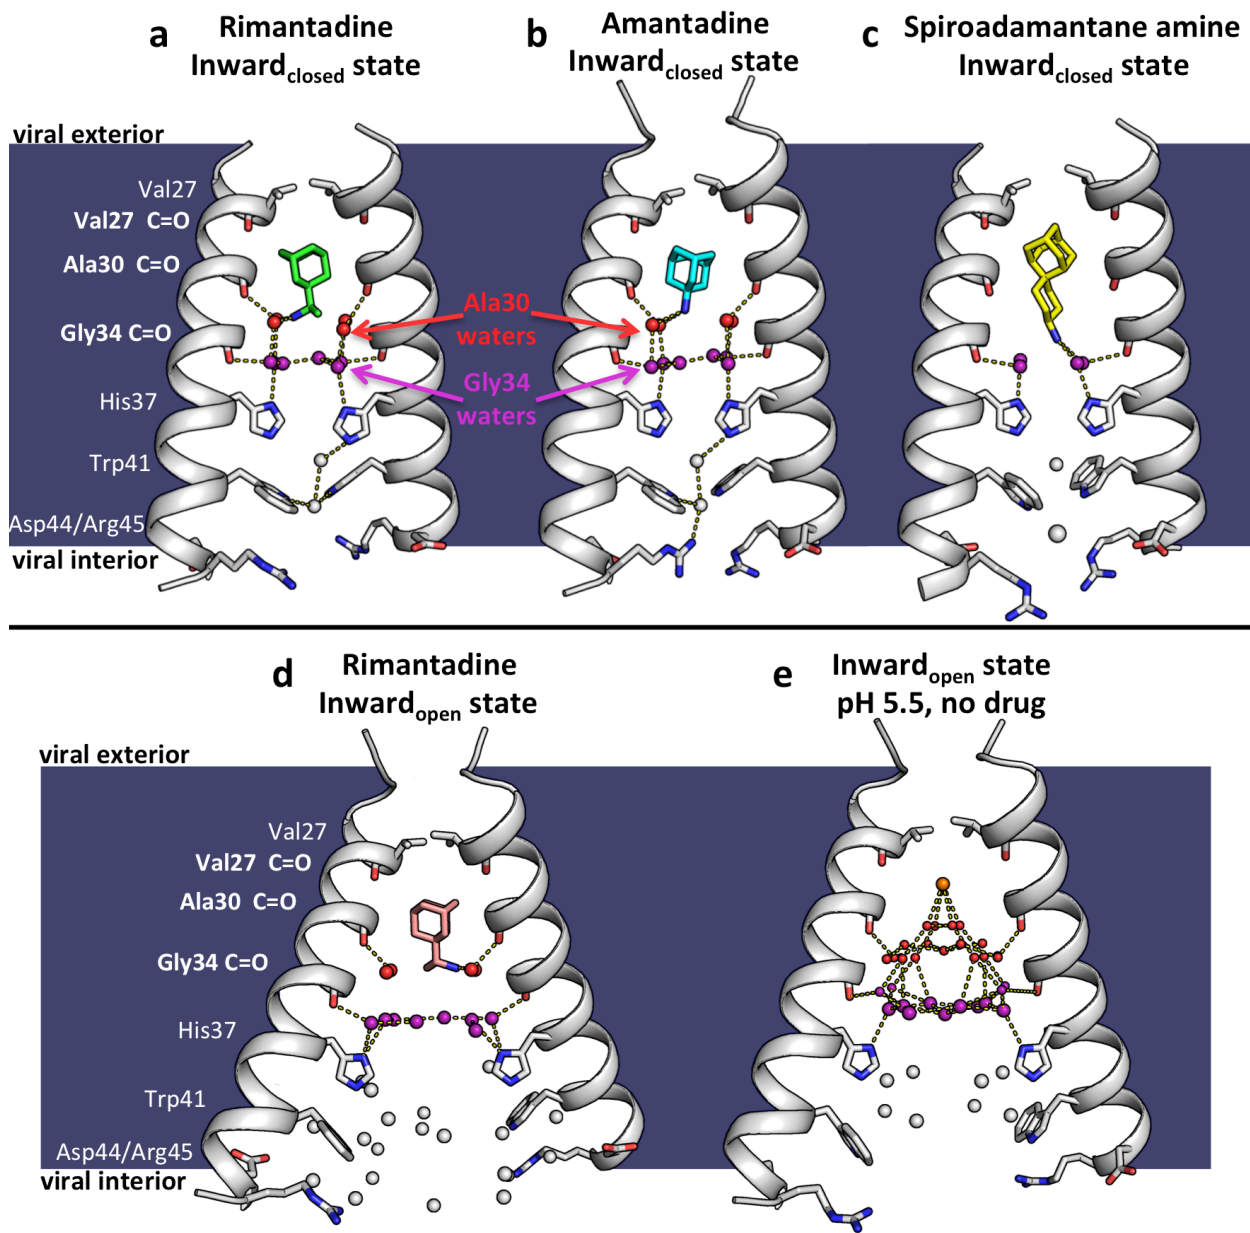 a Rimantadine
Inwardclosed state
b Amantadine
Inwardclosed state
c Spiroadamantane amine
Inwardclosed state
viral exterior
Val27
Val27 C=O
Ala30 C=O
Gly34 C=O
His37
Trp41
Asp44/Arg45
viral interior
Ala30
waters
Gly34
waters
d Rimantadine
Inwardopen state
e Inwardopen state
pH 5.5, no drug
viral exterior
Val27
Val27 C=O
Ala30 C=O
Gly34 C=O
His37
Trp41
Asp44/Arg45
viral interior